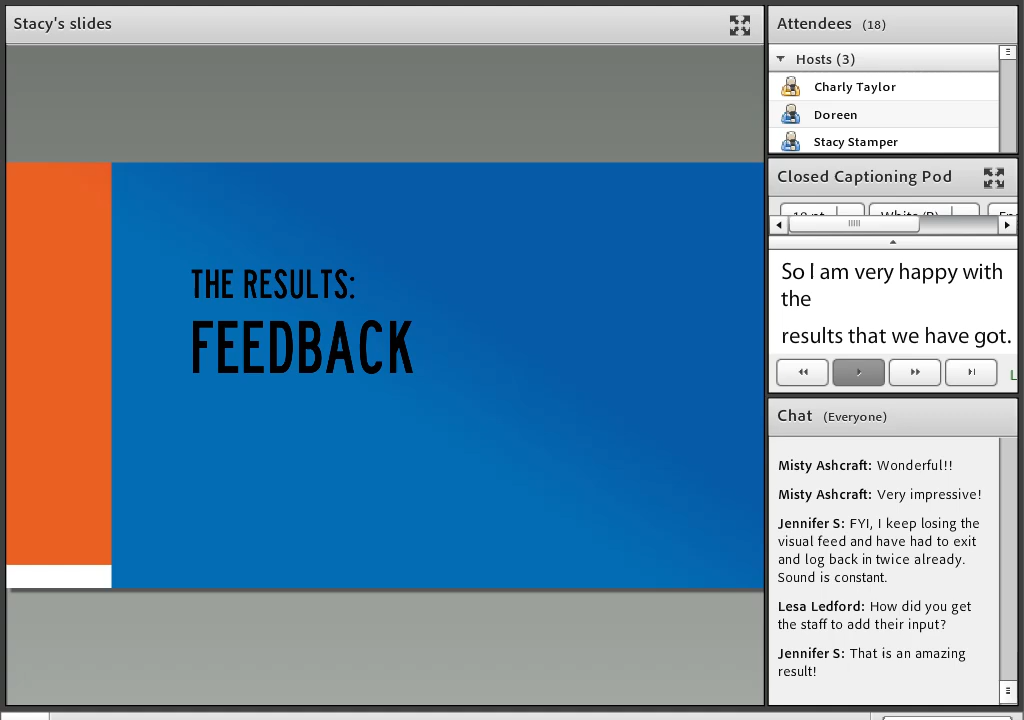 Stacy's slides
THE RESULTS:
FEEDBACK
Attendees (18)
Hosts (3)
Charly Taylor
Doreen
Stacy Stamper
Closed Captioning Pod
So I am very happy with
the
results that we have got.
Chat (Everyone)
Misty Ashcraft: Wonderful!!
Misty Ashcraft: Very impressive!
Jennifer S: FYI, I keep losing the
visual feed and have had to exit
and log back in twice already.
Sound is constant.
Lesa Ledford: How did you get
the staff to add their input?
Jennifer S: That is an amazing
result!